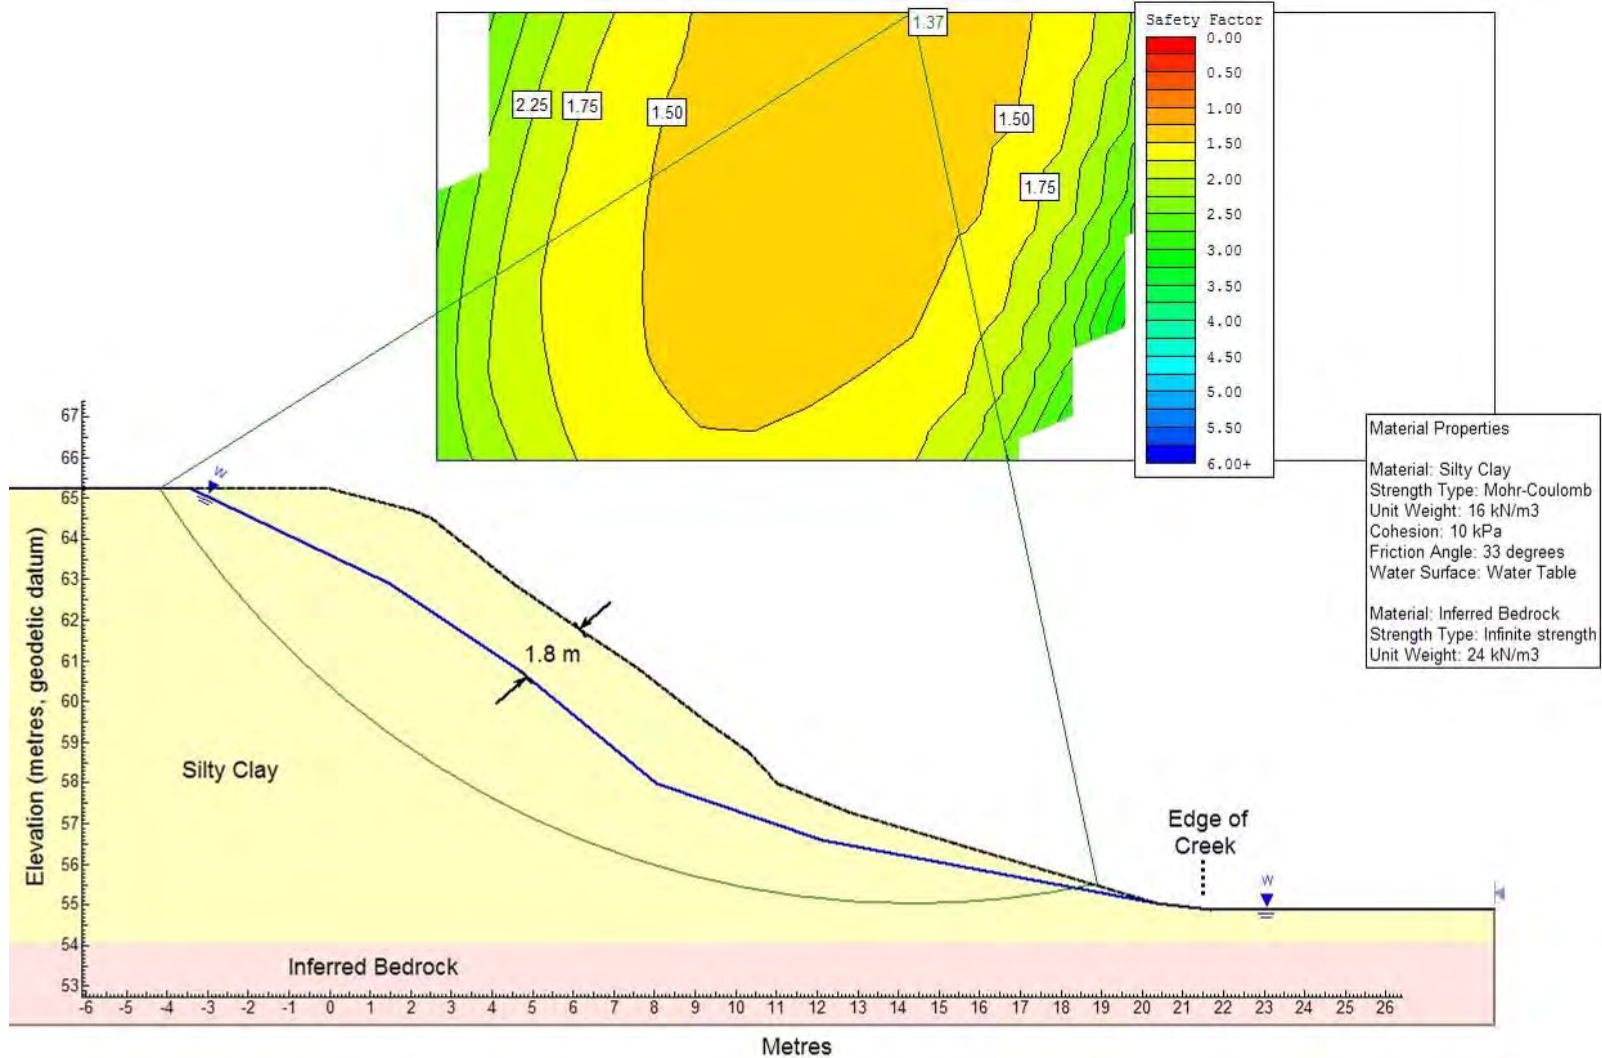 1.37
Safety Factor
0.00
0.50
1.00
1.50
2.00
2.50
3.00
3.50
4.00
4.50
5.00
5.50
6.00+
2.25
1.75
1.50
1.50
1.75
Material Properties
Material: Silty Clay
Strength Type: Mohr-Coulomb
Unit Weight: 16 kN/m3
Cohesion: 10 kPa
Friction Angle: 33 degrees
Water Surface: Water Table
Material: Inferred Bedrock
Strength Type: Infinite strength
Unit Weight: 24 kN/m3
Elevation (metres, geodetic datum)
67
66
65
64
63
62
61
60
59
58
57
56
55
54
53
W
1.8 m
Silty Clay
Edge of
Creek
W
Inferred Bedrock
-6 -5 -4 -3 -2 -1 0 1 2 3 4 5 6 7 8 9 10 11 12 13 14 15 16 17 18 19 20 21 22 23 24 25 26
Metres